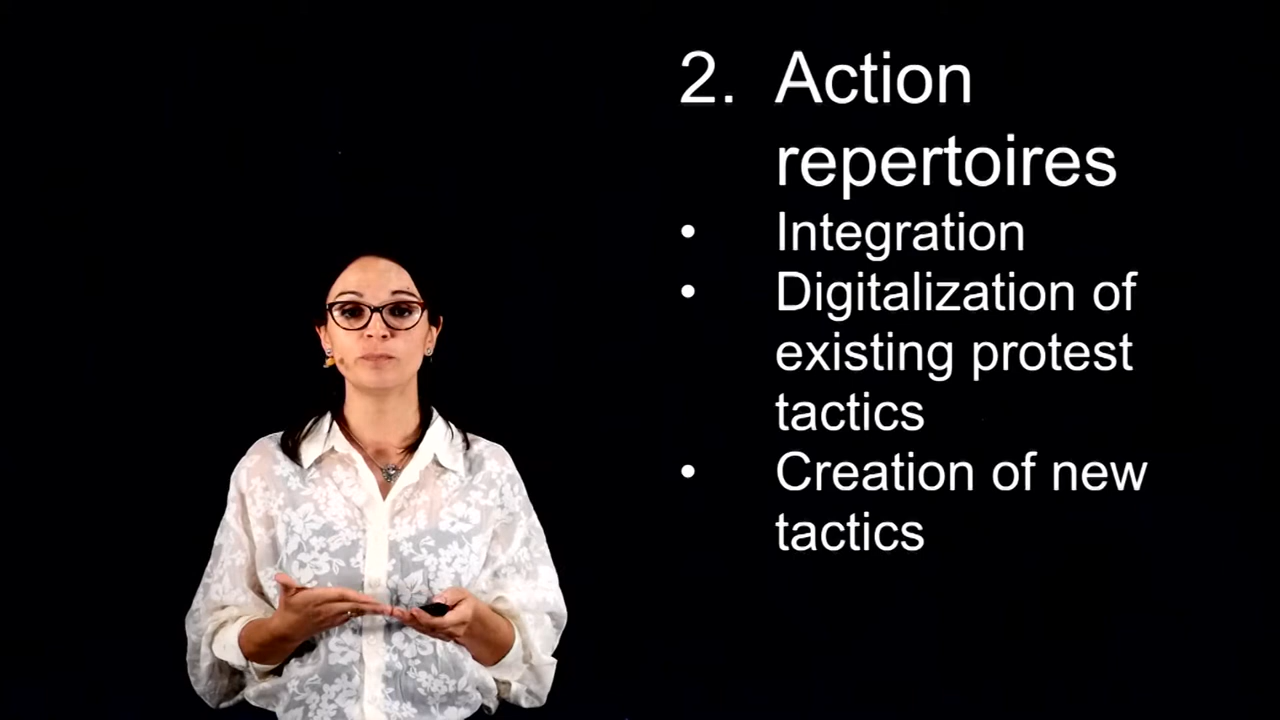 2. Action
repertoires
• Integration
• Digitalization of
existing protest
tactics
• Creation of new
tactics